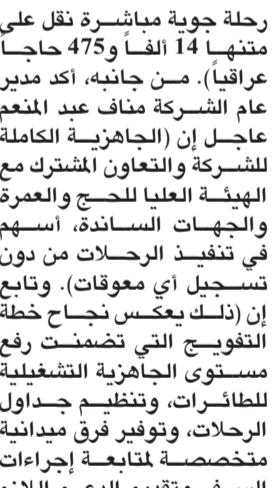 رحلة جوية مباشرة نقل على
متنها 14 ألفاً و475 حاجاً
عراقياً). من جانبه، أكد مدير
عام الشركة مناف عبد المنعم
عاجل إن (الجاهزية الكاملة
للشركة والتعاون المشترك مع
الهيئة العليا للحج والعمرة
والجهات الساندة، أسهم
في تنفيذ الرحلات من دون
تسجيل أي معوقات). وتابع
إن (ذلك يعكس نجاح خطة
التفويج التي تضمنت رفع
مستوى الجاهزية التشغيلية
للطائرات، وتنظيم جداول
الرحلات، وتوفير فرق ميدانية
متخصصة لمتابعة إجراءات